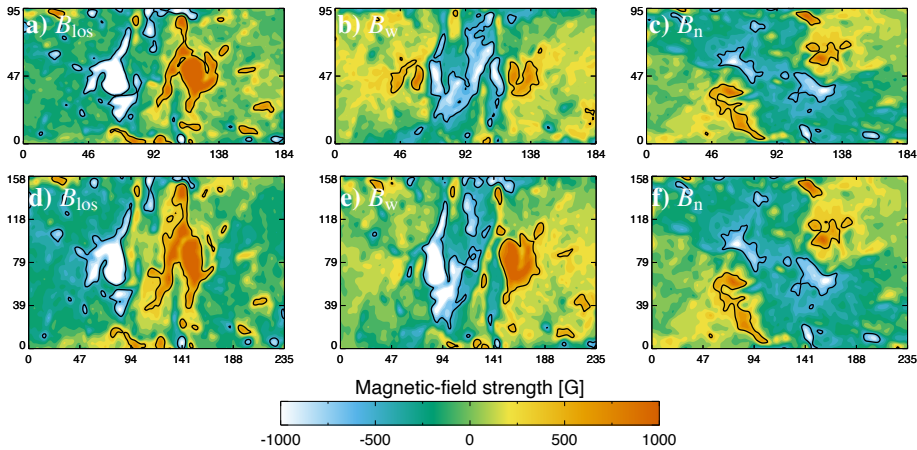 a) B_los
b) B_w
c) B_n
95
47
0
0 46 92 138 184
95
47
0
0 46 92 138 184
95
47
0
0 46 92 138 184
d) B_los
e) B_w
f) B_n
158
118
79
39
0
0 47 94 141 188 235
158
118
79
39
0
0 47 94 141 188 235
158
118
79
39
0
0 47 94 141 188 235
Magnetic-field strength [G]
-1000 -500 0 500 1000